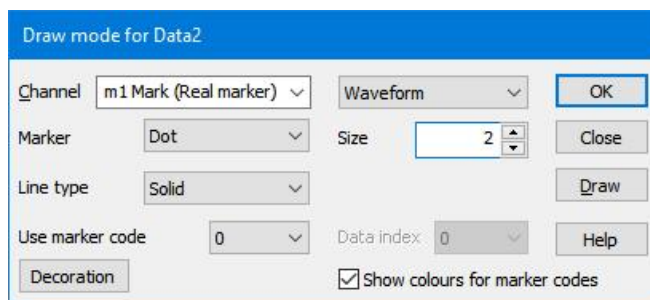 Draw mode for Data2
Channel m1 Mark (Real marker) Waveform OK
Marker Dot Size 2 Close
Line type Solid Draw
Use marker code 0 Data index 0 Help
Decoration Show colours for marker codes